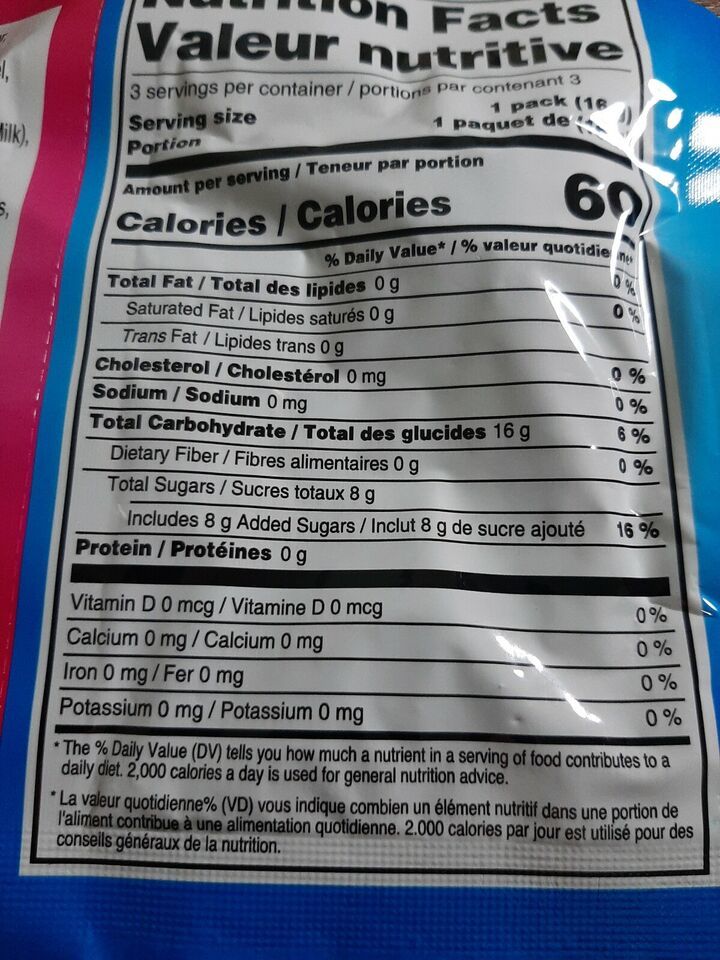 Nutrition Facts
Valeur nutritive
3 servings per container / portions par contenant 3
Serving size 1 pack (16
Portion 1 paquet de
Amount per serving / Teneur par portion
Calories / Calories 60
% Daily Value* / % valeur quotidienne*
Total Fat / Total des lipides 0 g 0 %
Saturated Fat / Lipides saturés 0 g 0 %
Trans Fat / Lipides trans 0 g
Cholesterol / Cholestérol 0 mg 0 %
Sodium / Sodium 0 mg 0 %
Total Carbohydrate / Total des glucides 16 g 6 %
Dietary Fiber / Fibres alimentaires 0 g 0 %
Total Sugars / Sucres totaux 8 g
Includes 8 g Added Sugars / Inclut 8 g de sucre ajouté 16 %
Protein / Protéines 0 g
Vitamin D 0 mcg / Vitamine D 0 mcg 0%
Calcium 0 mg / Calcium 0 mg 0 %
Iron 0 mg / Fer 0 mg 0 %
Potassium 0 mg / Potassium 0 mg 0 %
* The % Daily Value (DV) tells you how much a nutrient in a serving of food contributes to a
daily diet. 2,000 calories a day is used for general nutrition advice.
* La valeur quotidienne% (VD) vous indique combien un élément nutritif dans une portion de
l'aliment contribue à une alimentation quotidienne. 2.000 calories par jour est utilisé pour des
conseils généraux de la nutrition.